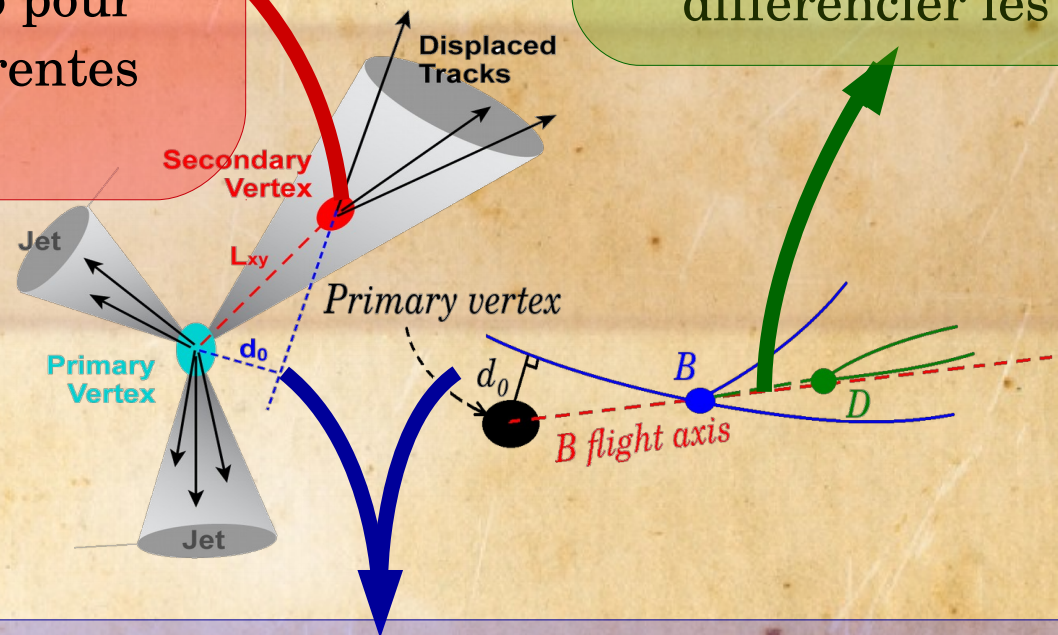 pour
rentes
différencier les
Displaced
Tracks
Secondary
Vertex
Jet
Lxy
Primary vertex
d0
Primary
Vertex
d0
B
D
B flight axis
Jet